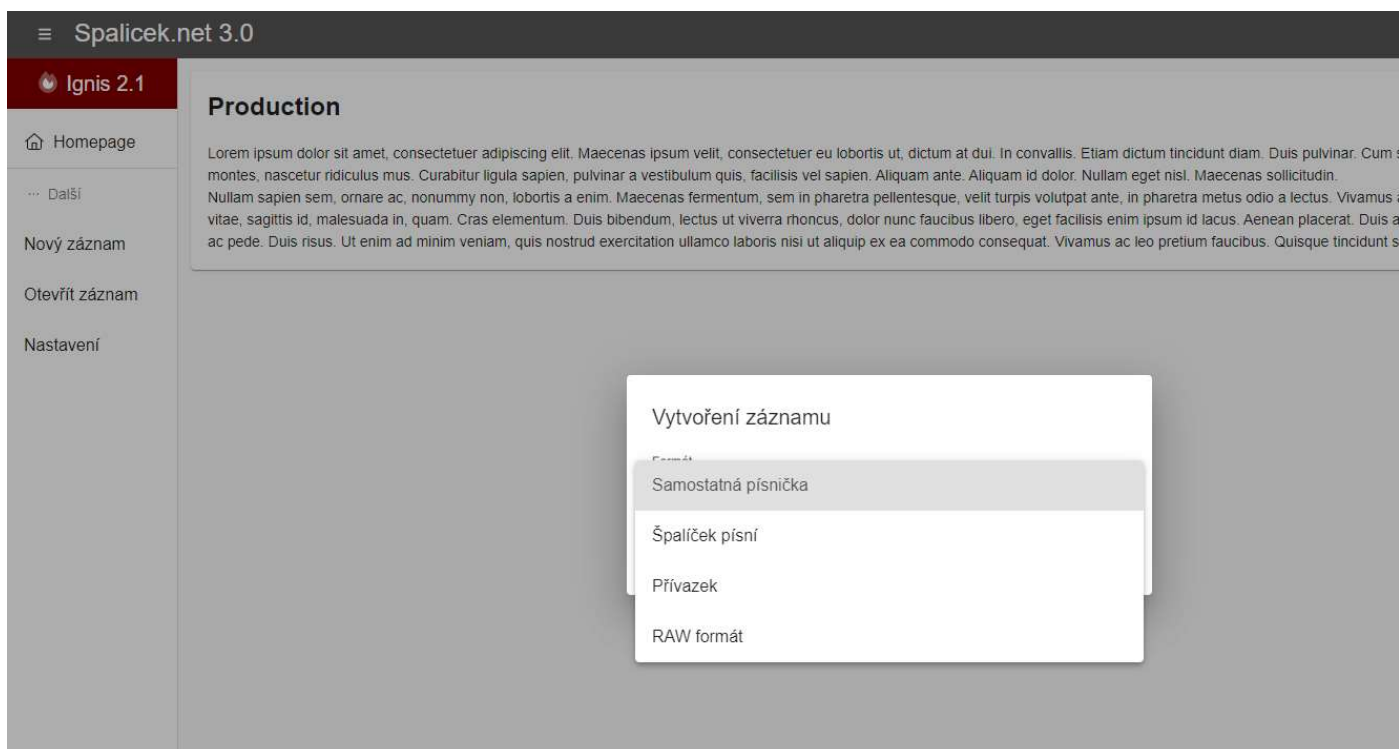 ≡ Spalicek.net 3.0
Ignis 2.1
Homepage
··· Další
Nový záznam
Otevřít záznam
Nastavení
Production
Lorem ipsum dolor sit amet, consectetuer adipiscing elit. Maecenas ipsum velit, consectetuer eu lobortis ut, dictum at dui. In convallis. Etiam dictum tincidunt diam. Duis pulvinar. Cum s
montes, nascetur ridiculus mus. Curabitur ligula sapien, pulvinar a vestibulum quis, facilisis vel sapien. Aliquam ante. Aliquam id dolor. Nullam eget nisl. Maecenas sollicitudin.
Nullam sapien sem, ornare ac, nonummy non, lobortis a enim. Maecenas fermentum, sem in pharetra pellentesque, velit turpis volutpat ante, in pharetra metus odio a lectus. Vivamus a
vitae, sagittis id, malesuada in, quam. Cras elementum. Duis bibendum, lectus ut viverra rhoncus, dolor nunc faucibus libero, eget facilisis enim ipsum id lacus. Aenean placerat. Duis a
ac pede. Duis risus. Ut enim ad minim veniam, quis nostrud exercitation ullamco laboris nisi ut aliquip ex ea commodo consequat. Vivamus ac leo pretium faucibus. Quisque tincidunt s
Vytvoření záznamu
Formát
Samostatná písnička
Špalíček písní
Přívazek
RAW formát